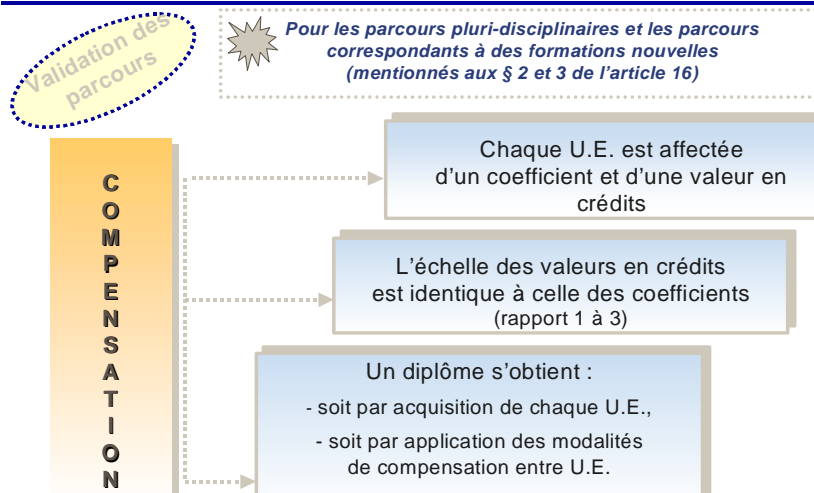 Validation des
parcours
Pour les parcours pluri-disciplinaires et les parcours
correspondants à des formations nouvelles
(mentionnés aux § 2 et 3 de l'article 16)
COMPENSATION
Chaque U.E. est affectée
d'un coefficient et d'une valeur en
crédits
L'échelle des valeurs en crédits
est identique à celle des coefficients
(rapport 1 à 3)
Un diplôme s'obtient :
- soit par acquisition de chaque U.E.,
- soit par application des modalités
de compensation entre U.E.